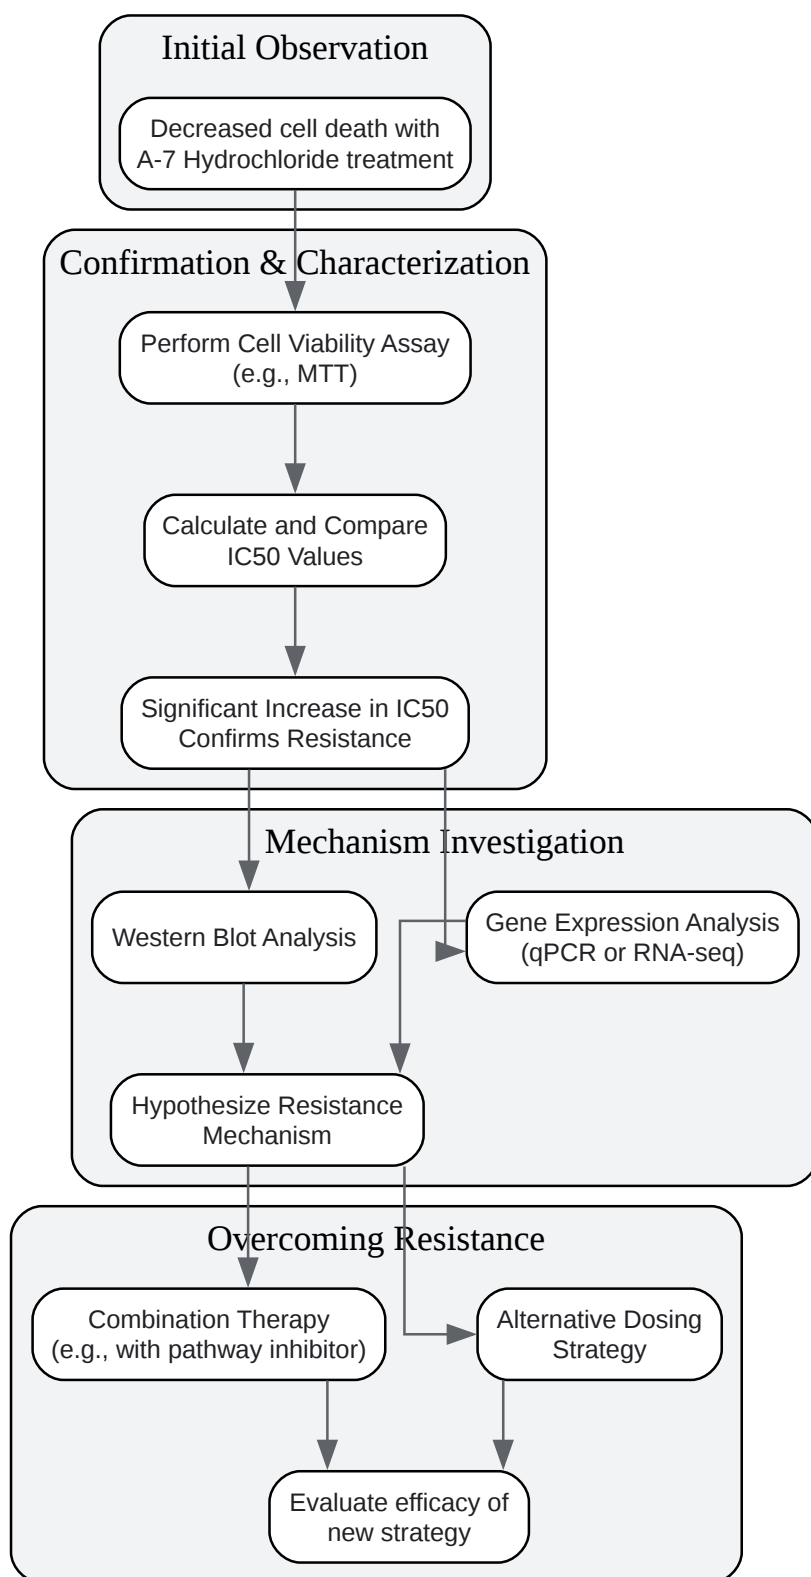 Initial Observation
Decreased cell death with
A-7 Hydrochloride treatment
Confirmation & Characterization
Perform Cell Viability Assay
(e.g., MTT)
Calculate and Compare
IC50 Values
Significant Increase in IC50
Confirms Resistance
Mechanism Investigation
Western Blot Analysis
Gene Expression Analysis
(qPCR or RNA-seq)
Hypothesize Resistance
Mechanism
Overcoming Resistance
Combination Therapy
(e.g., with pathway inhibitor)
Alternative Dosing
Strategy
Evaluate efficacy of
new strategy